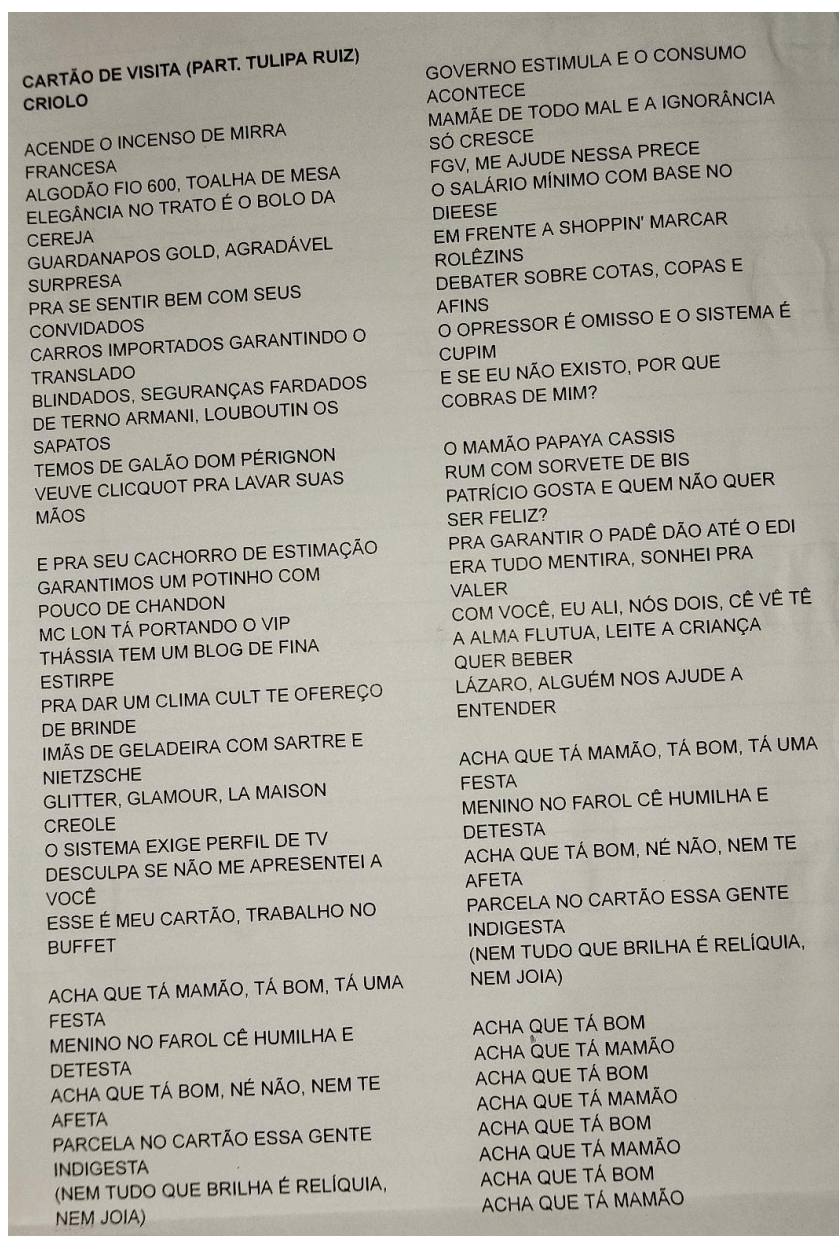 CARTÃO DE VISITA (PART. TULIPA RUIZ)
CRIOLO
ACENDE O INCENSO DE MIRRA
FRANCESA
ALGODÃO FIO 600, TOALHA DE MESA
ELEGÂNCIA NO TRATO É O BOLO DA
CEREJA
GUARDANAPOS GOLD, AGRADÁVEL
SURPRESA
PRA SE SENTIR BEM COM SEUS
CONVIDADOS
CARROS IMPORTADOS GARANTINDO O
TRANSLADO
BLINDADOS, SEGURANÇAS FARDADOS
DE TERNO ARMANI, LOUBOUTIN OS
SAPATOS
TEMOS DE GALÃO DOM PÉRIGNON
VEUVE CLICQUOT PRA LAVAR SUAS
MÃOS
E PRA SEU CACHORRO DE ESTIMAÇÃO
GARANTIMOS UM POTINHO COM
POUCO DE CHANDON
MC LON TÁ PORTANDO O VIP
THÁSSIA TEM UM BLOG DE FINA
ESTIRPE
PRA DAR UM CLIMA CULT TE OFEREÇO
DE BRINDE
IMÃS DE GELADEIRA COM SARTRE E
NIETZSCHE
GLITTER, GLAMOUR, LA MAISON
CREOLE
O SISTEMA EXIGE PERFIL DE TV
DESCULPA SE NÃO ME APRESENTEI A
VOCÊ
ESSE É MEU CARTÃO, TRABALHO NO
BUFFET
ACHA QUE TÁ MAMÃO, TÁ BOM, TÁ UMA
FESTA
MENINO NO FAROL CÊ HUMILHA E
DETESTA
ACHA QUE TÁ BOM, NÉ NÃO, NEM TE
AFETA
PARCELA NO CARTÃO ESSA GENTE
INDIGESTA
(NEM TUDO QUE BRILHA É RELÍQUIA,
NEM JOIA)
GOVERNO ESTIMULA E O CONSUMO
ACONTECE
MAMÃE DE TODO MAL E A IGNORÂNCIA
SÓ CRESCE
FGV, ME AJUDE NESSA PRECE
O SALÁRIO MÍNIMO COM BASE NO
DIEESE
EM FRENTE A SHOPPIN' MARCAR
ROLÊZINS
DEBATER SOBRE COTAS, COPAS E
AFINS
O OPRESSOR É OMISSO E O SISTEMA É
CUPIM
E SE EU NÃO EXISTO, POR QUE
COBRAS DE MIM?
O MAMÃO PAPAYA CASSIS
RUM COM SORVETE DE BIS
PATRÍCIO GOSTA E QUEM NÃO QUER
SER FELIZ?
PRA GARANTIR O PADÊ DÃO ATÉ O EDI
ERA TUDO MENTIRA, SONHEI PRA
VALER
COM VOCÊ, EU ALI, NÓS DOIS, CÊ VÊ TÊ
A ALMA FLUTUA, LEITE A CRIANÇA
QUER BEBER
LÁZARO, ALGUÉM NOS AJUDE A
ENTENDER
ACHA QUE TÁ MAMÃO, TÁ BOM, TÁ UMA
FESTA
MENINO NO FAROL CÊ HUMILHA E
DETESTA
ACHA QUE TÁ BOM, NÉ NÃO, NEM TE
AFETA
PARCELA NO CARTÃO ESSA GENTE
INDIGESTA
(NEM TUDO QUE BRILHA É RELÍQUIA,
NEM JOIA)
ACHA QUE TÁ BOM
ACHA QUE TÁ MAMÃO
ACHA QUE TÁ BOM
ACHA QUE TÁ MAMÃO
ACHA QUE TÁ BOM
ACHA QUE TÁ MAMÃO
ACHA QUE TÁ BOM
ACHA QUE TÁ MAMÃO